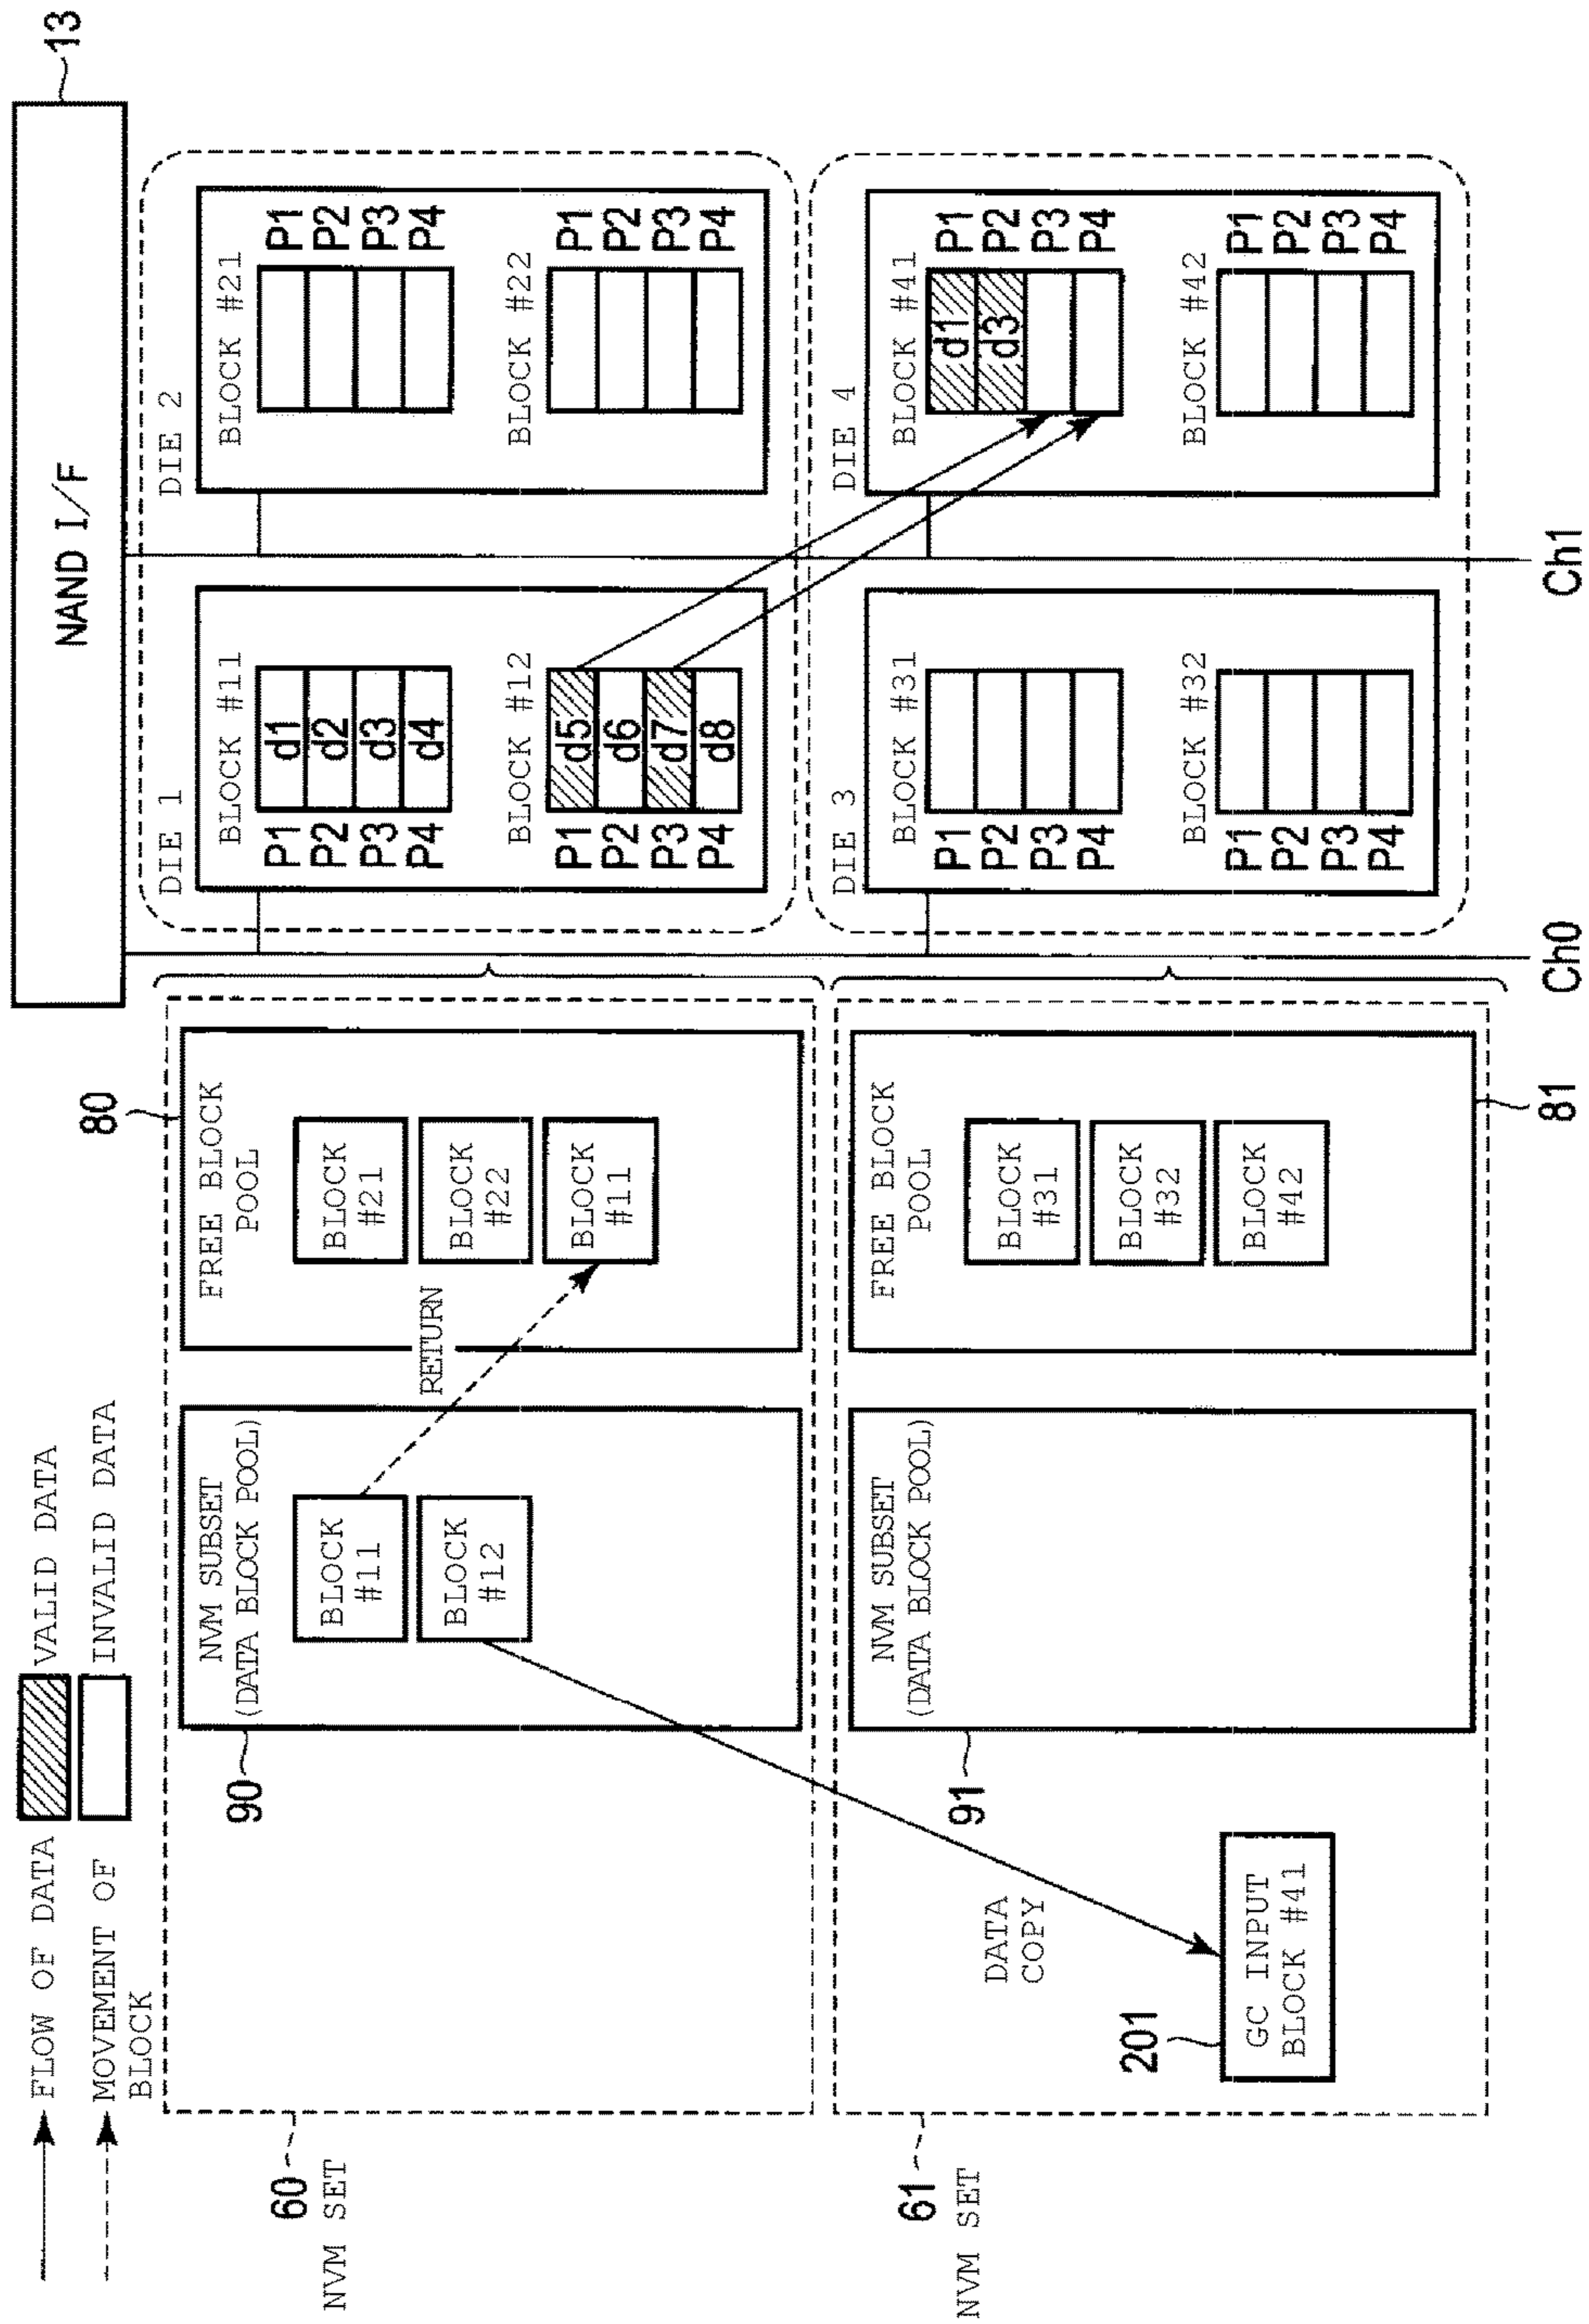 FLOW OF DATA
VALID DATA
MOVEMENT OF
BLOCK
INVALID DATA
NAND I/F
13
60
NVM SET
90
NVM SUBSET
(DATA BLOCK POOL)
BLOCK
#11
BLOCK
#12
RETURN
80
FREE BLOCK
POOL
BLOCK
#21
BLOCK
#22
BLOCK
#11
DIE 1
BLOCK #11
P1 d1
P2 d2
P3 d3
P4 d4
BLOCK #12
P1 d5
P2 d6
P3 d7
P4 d8
DIE 2
BLOCK #21
P1
P2
P3
P4
BLOCK #22
P1
P2
P3
P4
61
NVM SET
DATA
COPY
201
GC INPUT
BLOCK #41
91
NVM SUBSET
(DATA BLOCK POOL)
FREE BLOCK
POOL
BLOCK
#31
BLOCK
#32
BLOCK
#42
81
DIE 3
BLOCK #31
P1
P2
P3
P4
BLOCK #32
P1
P2
P3
P4
DIE 4
BLOCK #41
d1 P1
d3 P2
P3
P4
BLOCK #42
P1
P2
P3
P4
Ch0
Ch1